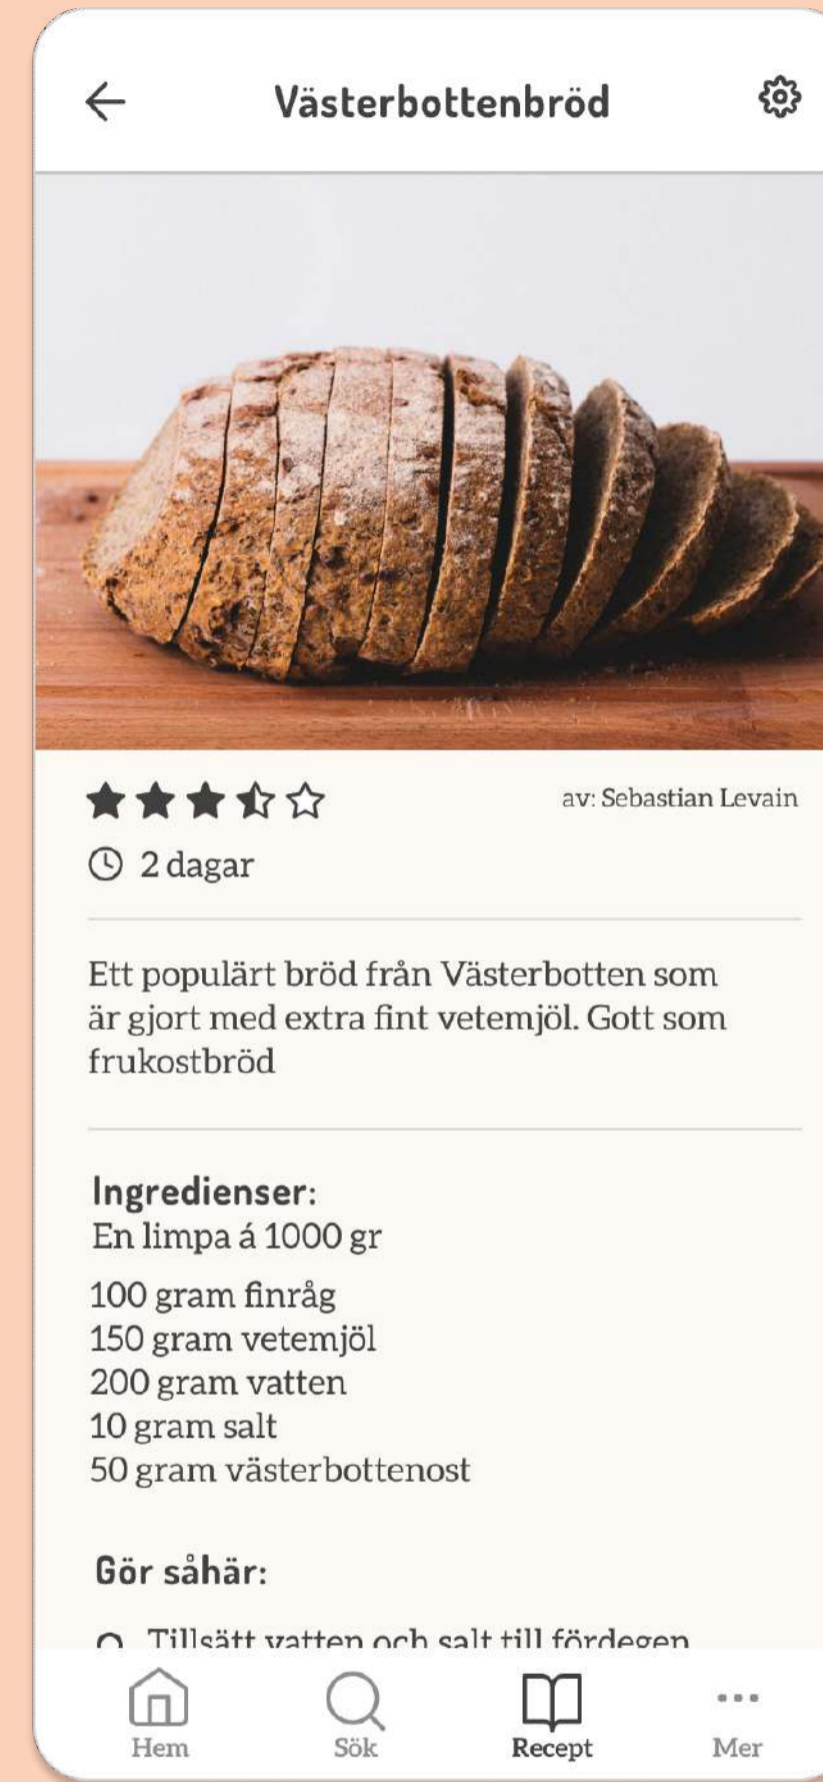 Västerbottenbröd
av: Sebastian Levain
2 dagar
Ett populärt bröd från Västerbotten som
är gjort med extra fint vetemjöl. Gott som
frukostbröd
Ingredienser:
En limpa á 1000 gr
100 gram finråg
150 gram vetemjöl
200 gram vatten
10 gram salt
50 gram västerbottenost
Gör såhär:
Tillsätt vatten och salt till fördegen
Hem Sök Recept Mer